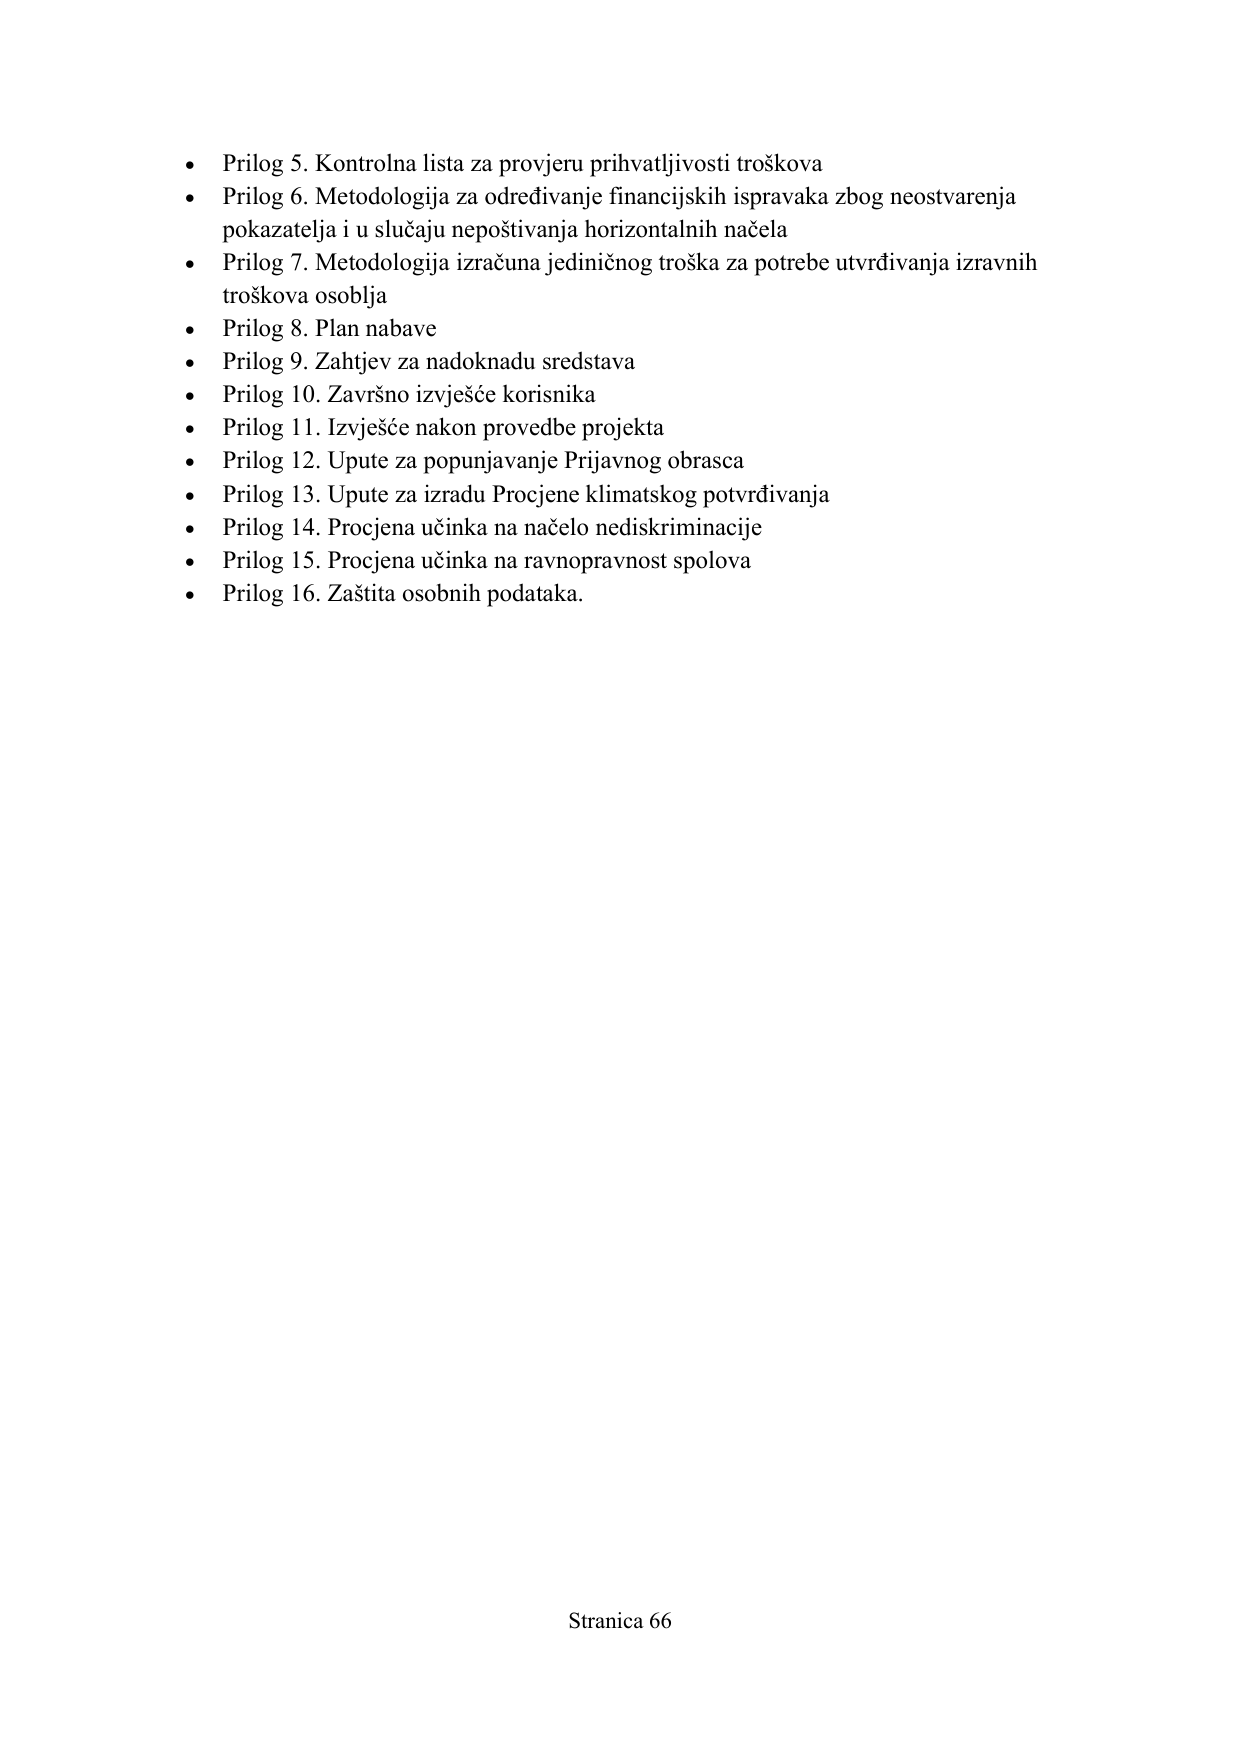 • Prilog 5. Kontrolna lista za provjeru prihvatljivosti troškova
• Prilog 6. Metodologija za određivanje financijskih ispravaka zbog neostvarenja
pokazatelja i u slučaju nepoštivanja horizontalnih načela
• Prilog 7. Metodologija izračuna jediničnog troška za potrebe utvrđivanja izravnih
troškova osoblja
• Prilog 8. Plan nabave
• Prilog 9. Zahtjev za nadoknadu sredstava
• Prilog 10. Završno izvješće korisnika
• Prilog 11. Izvješće nakon provedbe projekta
• Prilog 12. Upute za popunjavanje Prijavnog obrasca
• Prilog 13. Upute za izradu Procjene klimatskog potvrđivanja
• Prilog 14. Procjena učinka na načelo nediskriminacije
• Prilog 15. Procjena učinka na ravnopravnost spolova
• Prilog 16. Zaštita osobnih podataka.
Stranica 66